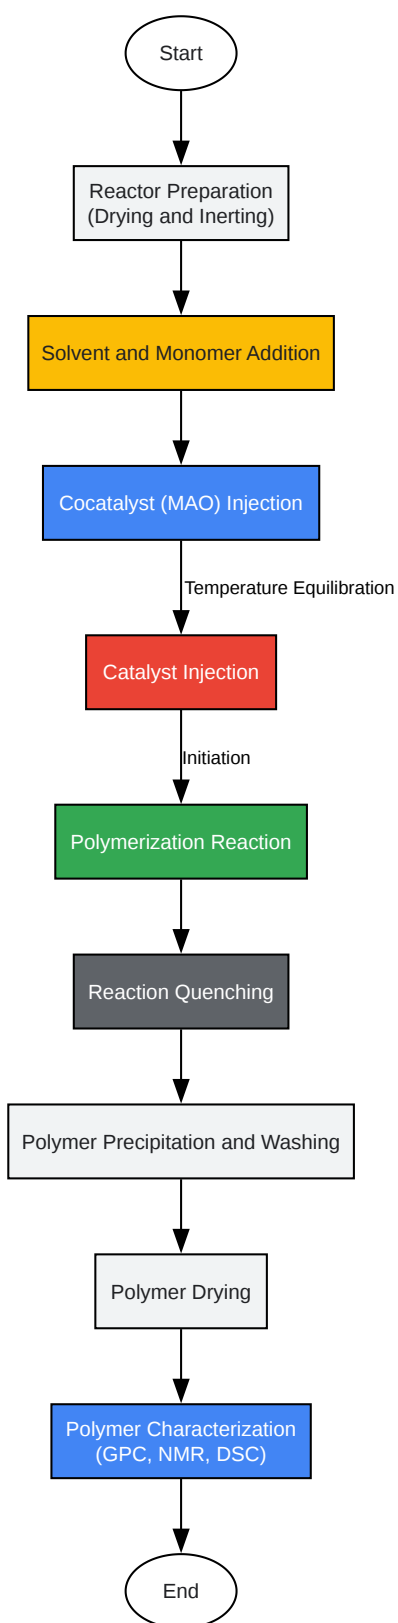 Start
Reactor Preparation
(Drying and Inerting)
Solvent and Monomer Addition
Cocatalyst (MAO) Injection
Temperature Equilibration
Catalyst Injection
Initiation
Polymerization Reaction
Reaction Quenching
Polymer Precipitation and Washing
Polymer Drying
Polymer Characterization
(GPC, NMR, DSC)
End